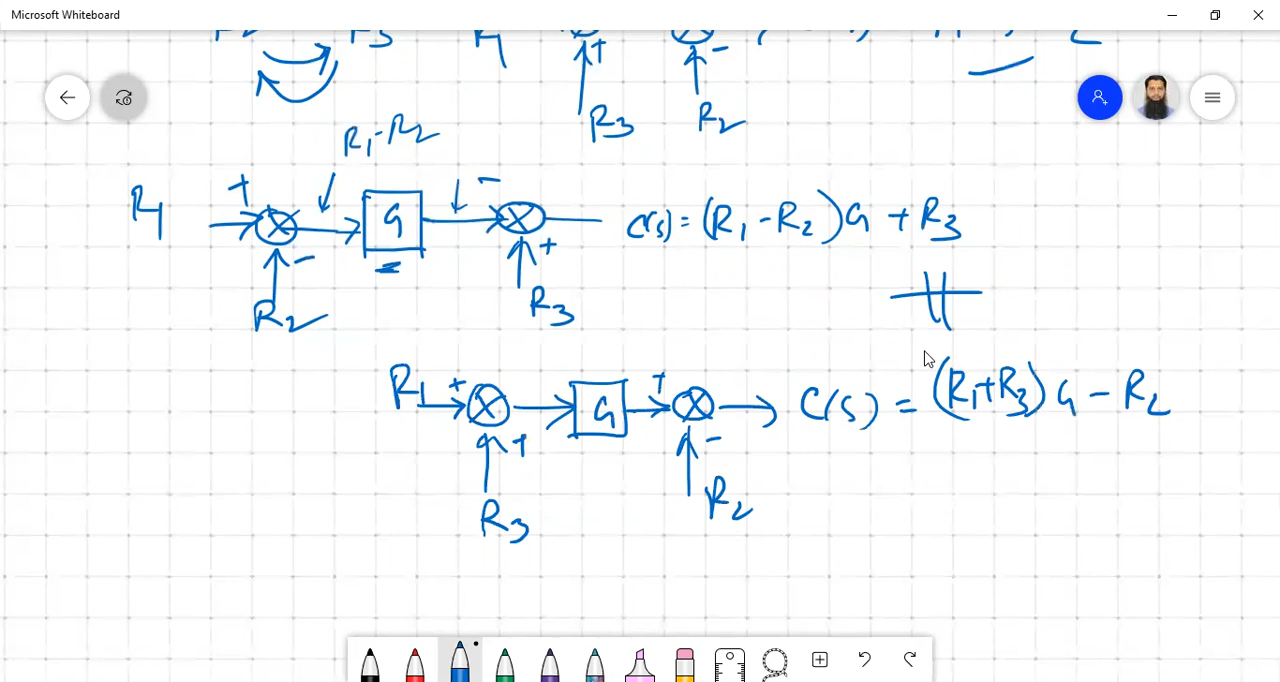 Microsoft Whiteboard
R3 R2
R1-R2
R1 + - G - + C(s) = (R1 - R2) G + R3
R2 R3
R1 + + G + - C(s) = (R1+R3) G - R2
R3 R2